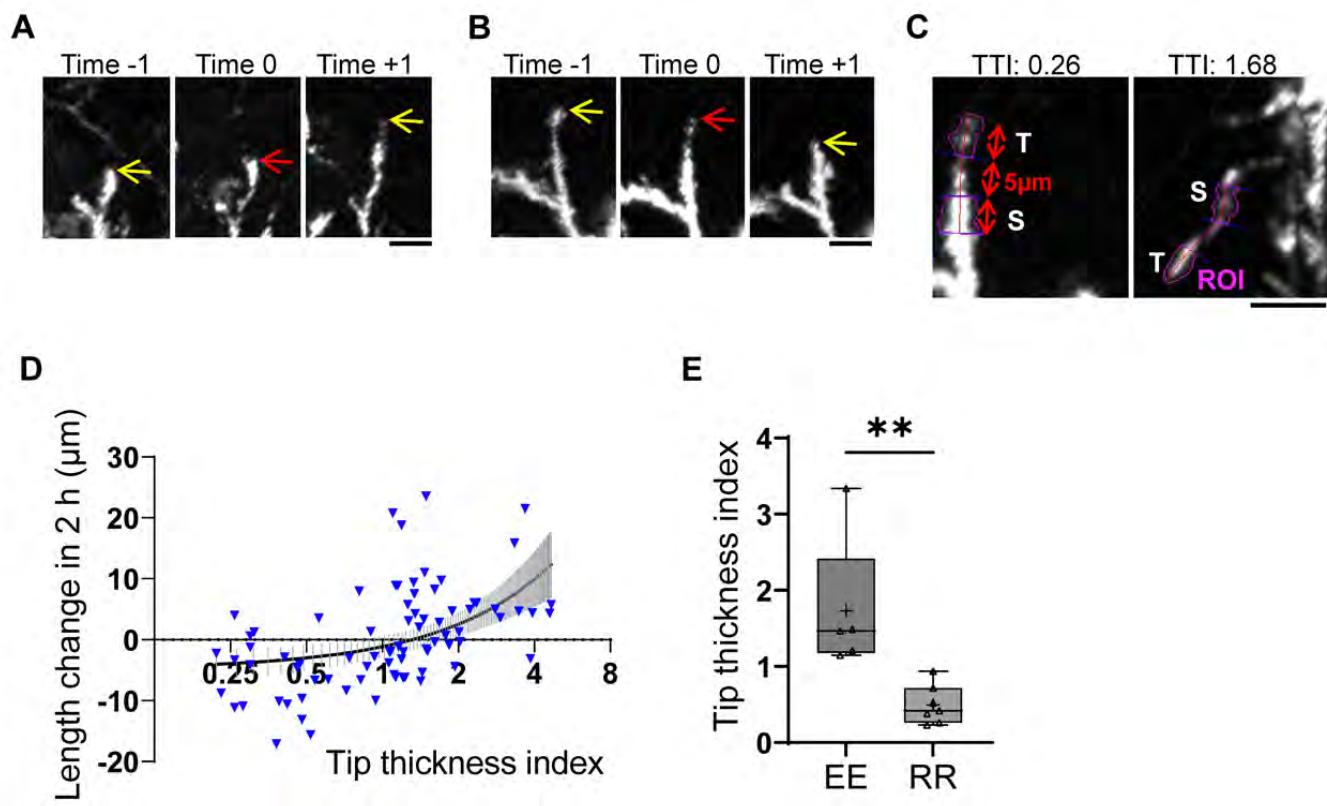 A
Time -1 Time 0 Time +1
B
Time -1 Time 0 Time +1
C
TTI: 0.26 TTI: 1.68
T
5µm
S
S
T
ROI
D
Length change in 2 h (µm)
30
20
10
0
-10
-20
0.25 0.5 1 2 4 8
Tip thickness index
E
Tip thickness index
4
3
2
1
0
**
EE RR